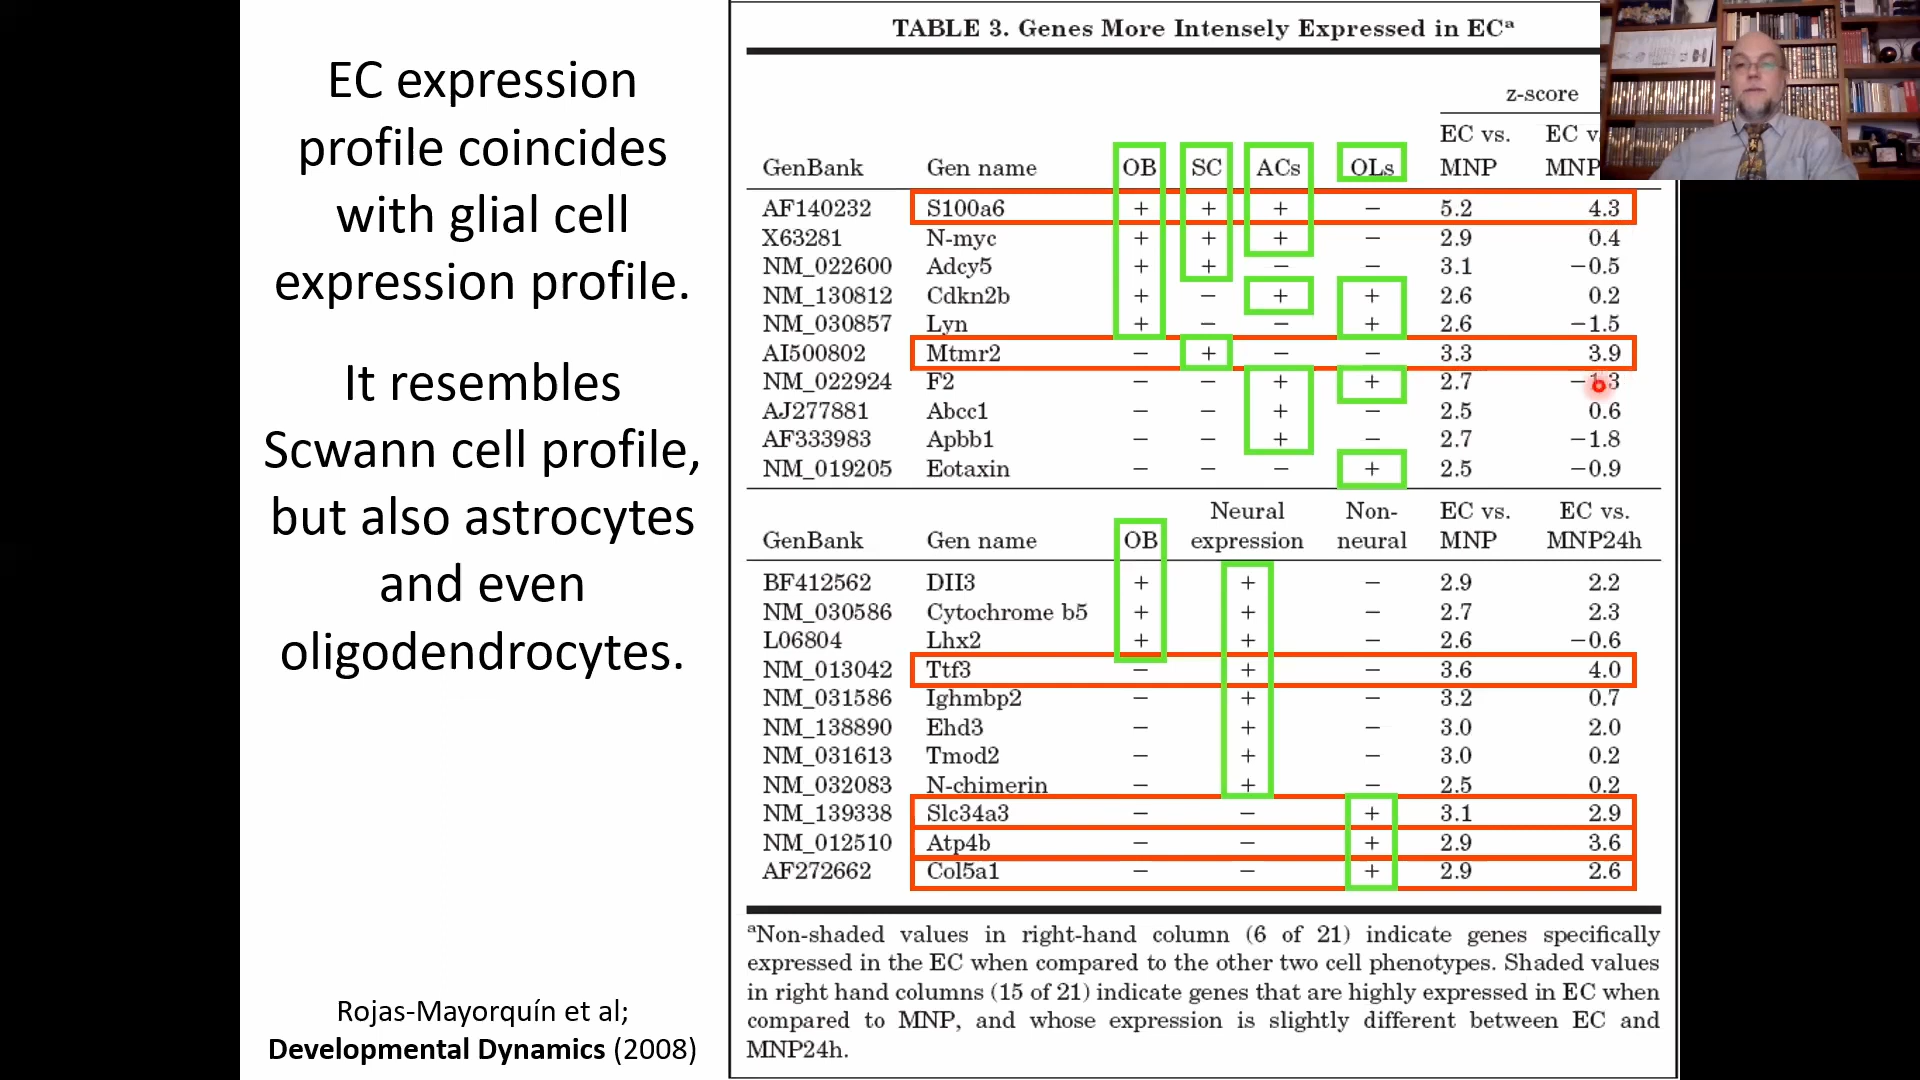 EC expression
profile coincides
with glial cell
expression profile.
It resembles
Scwann cell profile,
but also astrocytes
and even
oligodendrocytes.
Rojas-Mayorquín et al;
Developmental Dynamics (2008)
TABLE 3. Genes More Intensely Expressed in ECa
z-score
EC vs. EC v
GenBank Gen name OB SC ACs OLs MNP MNP
AF140232 S100a6 + + + − 5.2 4.3
X63281 N-myc + + + − 2.9 0.4
NM_022600 Adcy5 + + − − 3.1 −0.5
NM_130812 Cdkn2b + − + + 2.6 0.2
NM_030857 Lyn + − − + 2.6 −1.5
AI500802 Mtmr2 − + − − 3.3 3.9
NM_022924 F2 − − + + 2.7
AJ277881 Abcc1 − − + − 2.5 0.6
AF333983 Apbb1 − − + − 2.7 −1.8
NM_019205 Eotaxin − − − + 2.5 −0.9
Neural Non- EC vs. EC vs.
GenBank Gen name OB expression neural MNP MNP24h
BF412562 DII3 + + − 2.9 2.2
NM_030586 Cytochrome b5 + + − 2.7 2.3
L06804 Lhx2 + + − 2.6 −0.6
NM_013042 Ttf3 − + − 3.6 4.0
NM_031586 Ighmbp2 − + − 3.2 0.7
NM_138890 Ehd3 − + − 3.0 2.0
NM_031613 Tmod2 − + − 3.0 0.2
NM_032083 N-chimerin − + − 2.5 0.2
NM_139338 Slc34a3 − − + 3.1 2.9
NM_012510 Atp4b − − + 2.9 3.6
AF272662 Col5a1 − − + 2.9 2.6
aNon-shaded values in right-hand column (6 of 21) indicate genes specifically
expressed in the EC when compared to the other two cell phenotypes. Shaded values
in right hand columns (15 of 21) indicate genes that are highly expressed in EC when
compared to MNP, and whose expression is slightly different between EC and
MNP24h.